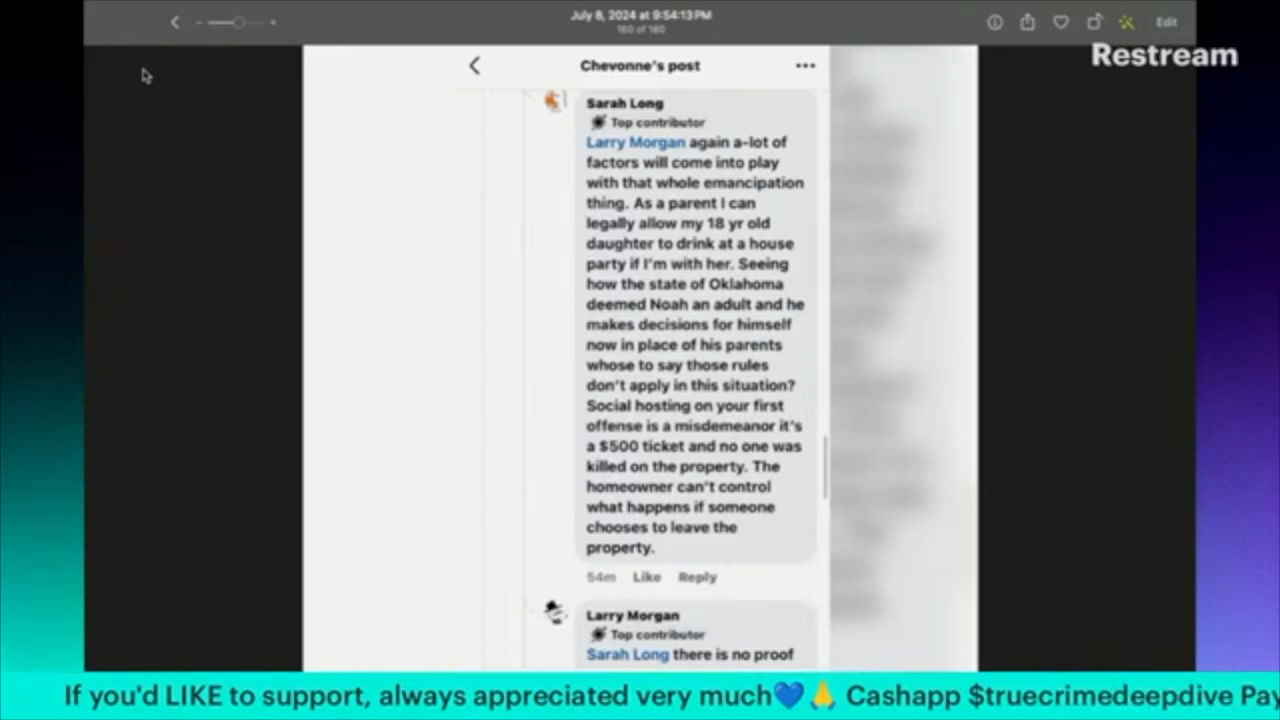 July 8, 2024 at 9:54:13 PM
160 of 160
Edit
Restream
Chevonne's post
Sarah Long
Top contributor
Larry Morgan again a-lot of
factors will come into play
with that whole emancipation
thing. As a parent I can
legally allow my 18 yr old
daughter to drink at a house
party if I'm with her. Seeing
how the state of Oklahoma
deemed Noah an adult and he
makes decisions for himself
now in place of his parents
whose to say those rules
don't apply in this situation?
Social hosting on your first
offense is a misdemeanor it's
a $500 ticket and no one was
killed on the property. The
homeowner can't control
what happens if someone
chooses to leave the
property.
54m Like Reply
Larry Morgan
Top contributor
Sarah Long there is no proof
If you'd LIKE to support, always appreciated very much💙🙏 Cashapp $truecrimedeepdive Pay